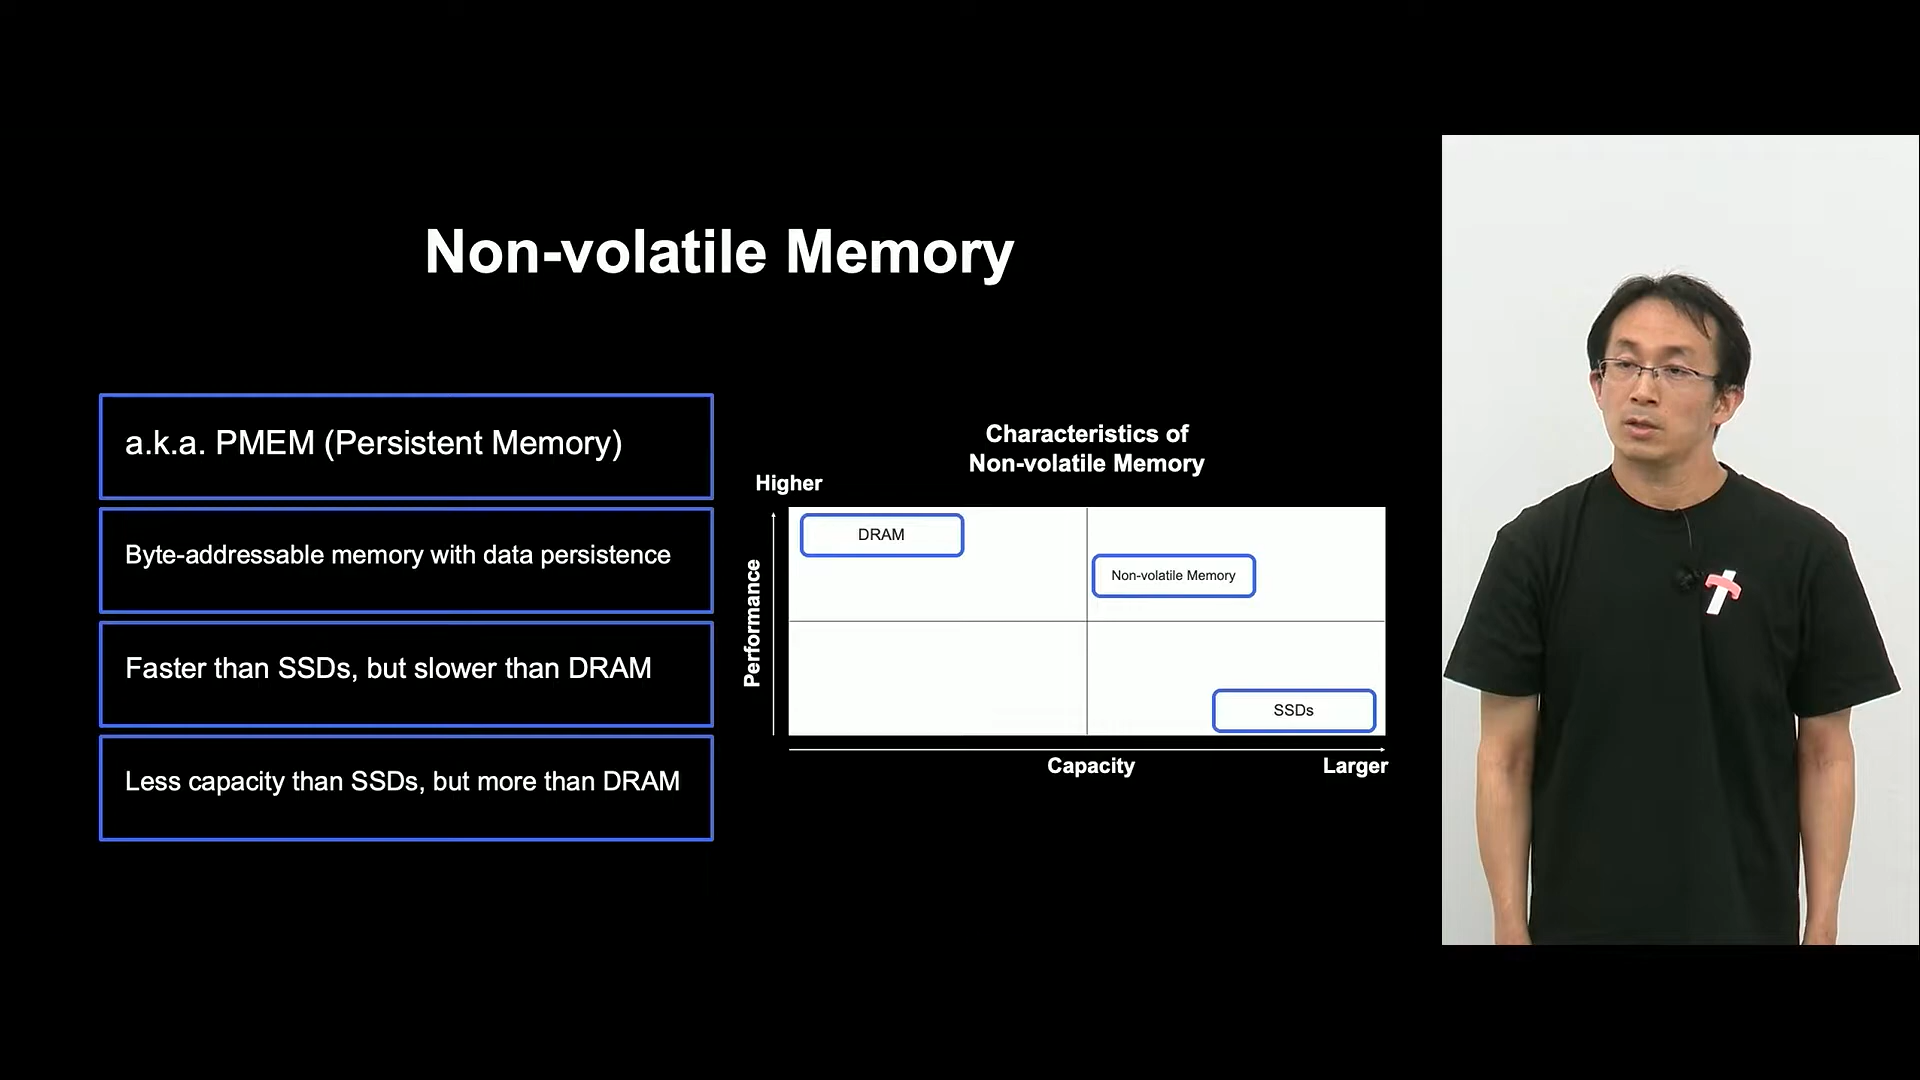 Non-volatile Memory
a.k.a. PMEM (Persistent Memory)
Byte-addressable memory with data persistence
Faster than SSDs, but slower than DRAM
Less capacity than SSDs, but more than DRAM
Characteristics of
Non-volatile Memory
Higher
Performance
DRAM
Non-volatile Memory
SSDs
Capacity
Larger